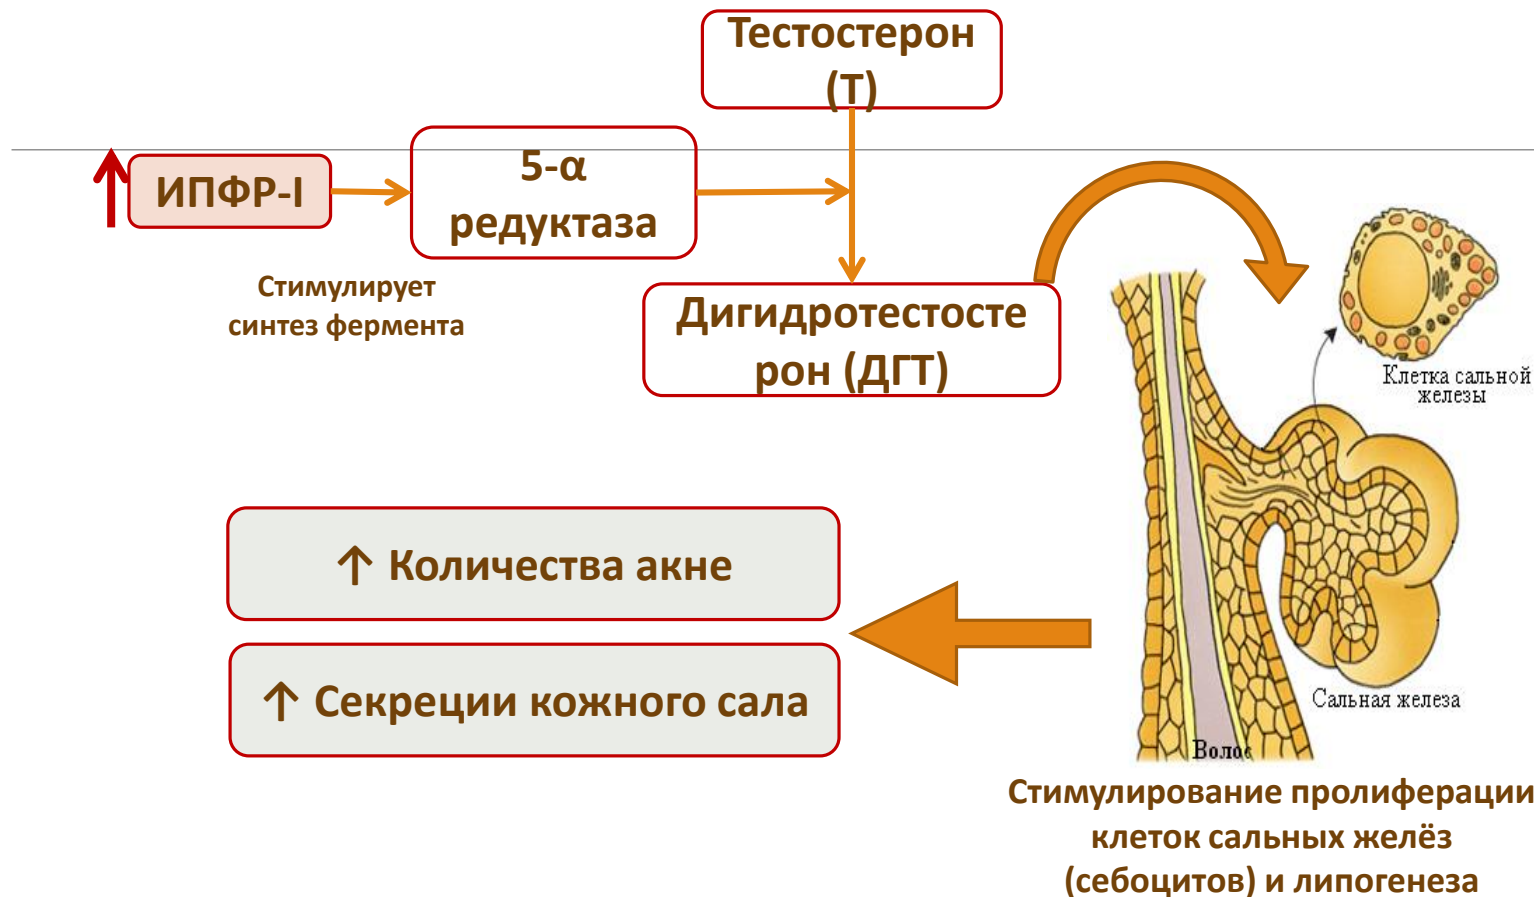 Тестостерон
(Т)
ИПФР-I
5-α
редуктаза
Стимулирует
синтез фермента
Дигидротестосте
рон (ДГТ)
Клетка сальной
железы
↑ Количества акне
↑ Секреции кожного сала
Сальная железа
Волос
Стимулирование пролиферации
клеток сальных желёз
(себоцитов) и липогенеза